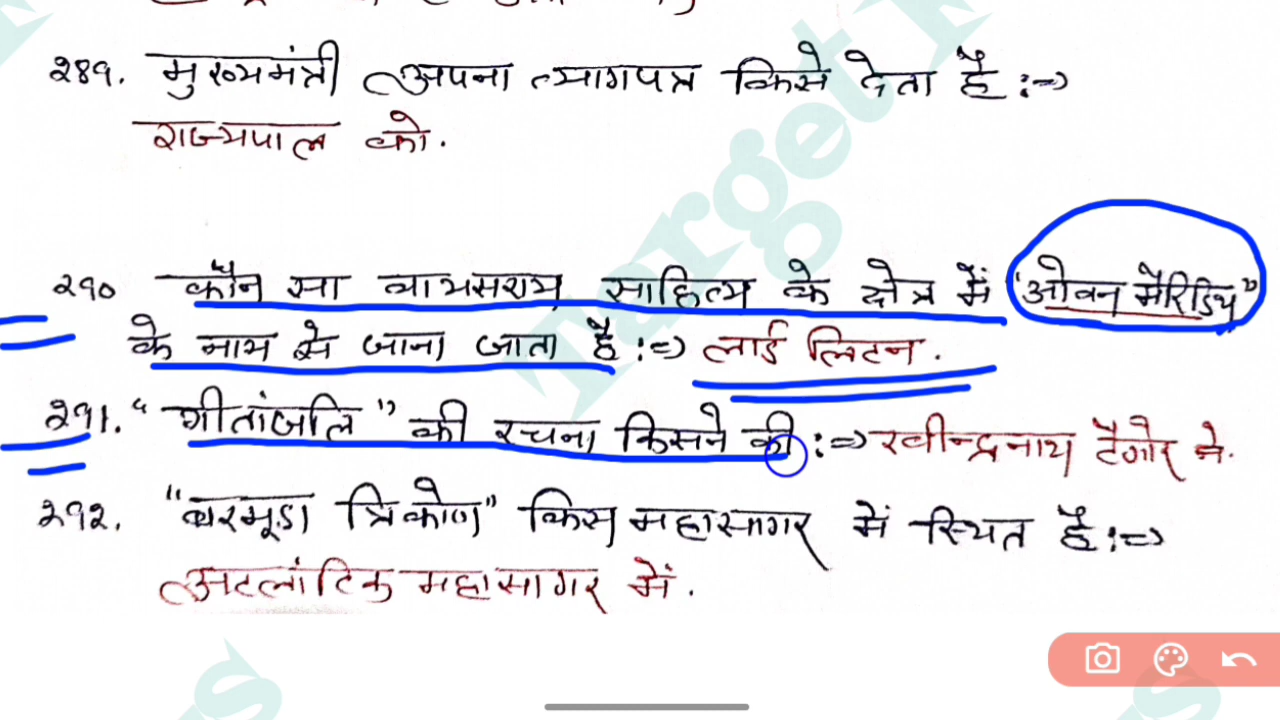 २८९. मुख्यमंत्री अपना त्यागपत्र किसे देता है :⇒
राज्यपाल को.
२९० कौन सा वायसराय साहित्य के क्षेत्र में "ओवन मैरिडिथ"
के नाम से जाना जाता है :⇒ लार्ड लिटन.
२९१. "गीतांजलि" की रचना किसने की :⇒ रवीन्द्रनाथ टैगोर ने.
२९२. "बरमूडा त्रिकोण" किस महासागर में स्थित है :⇒
अटलांटिक महासागर में.
Target